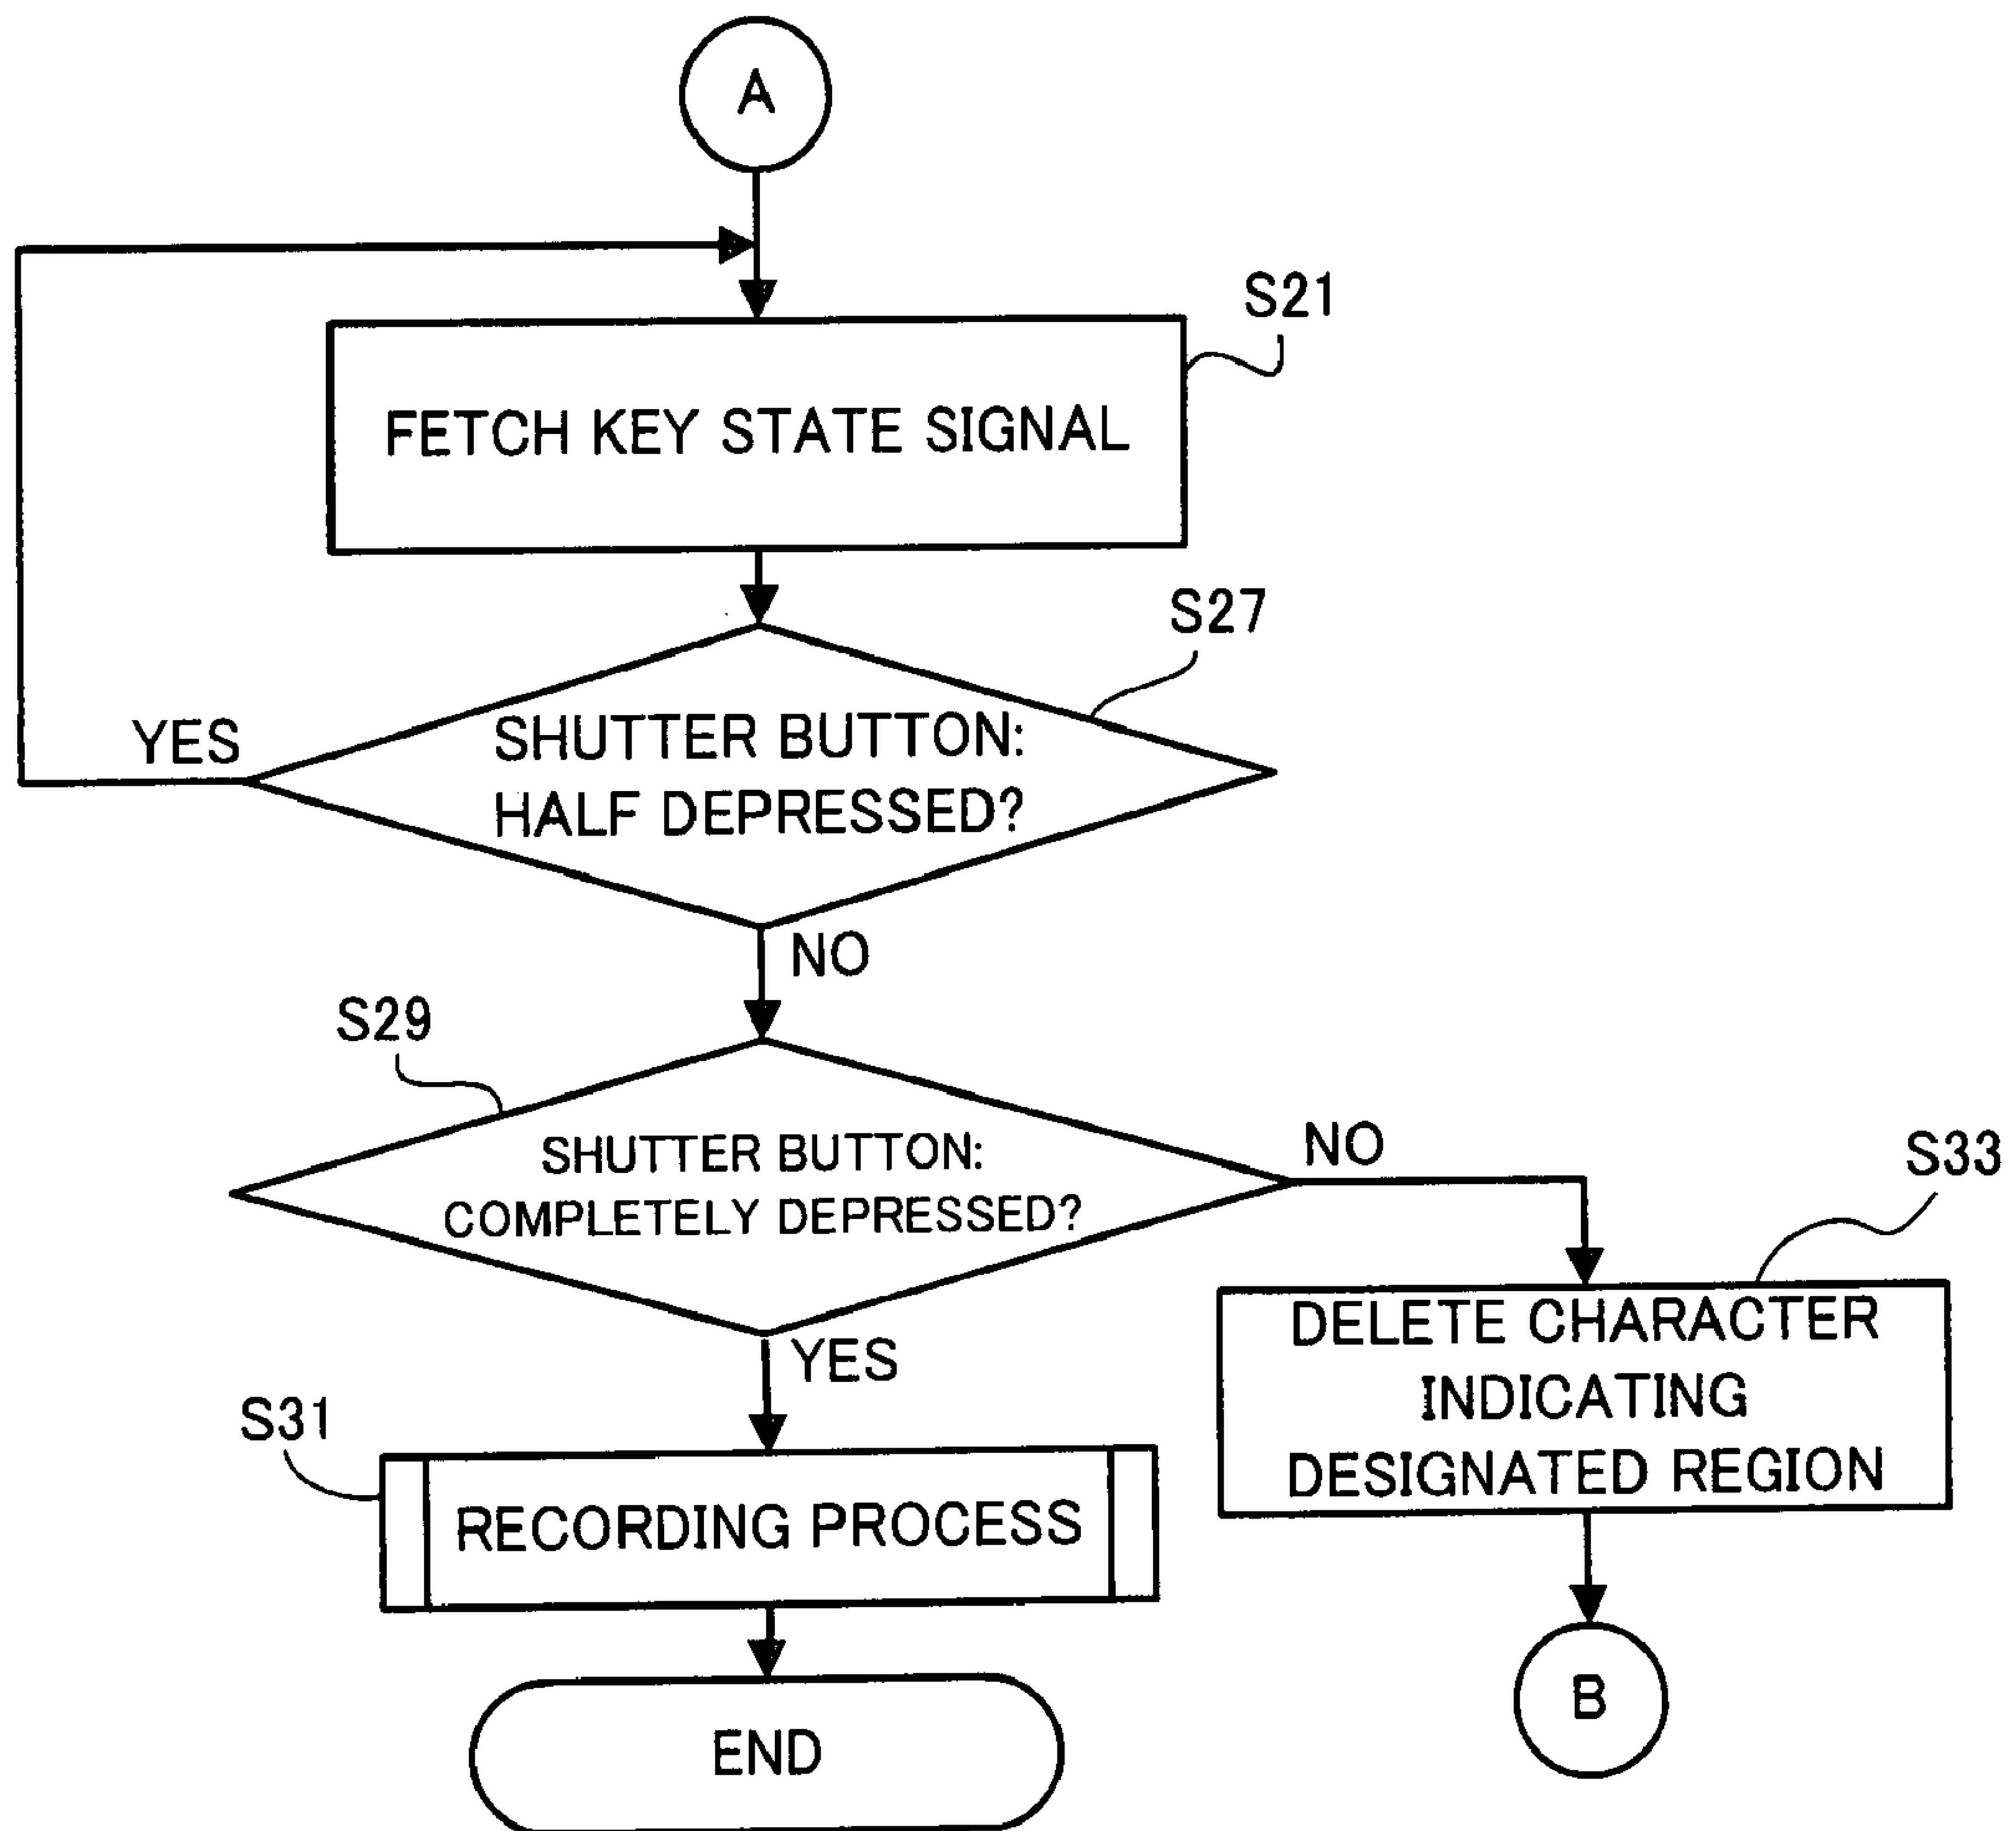 A
S21
FETCH KEY STATE SIGNAL
S27
YES
SHUTTER BUTTON:
HALF DEPRESSED?
NO
S29
SHUTTER BUTTON:
COMPLETELY DEPRESSED?
NO
S33
DELETE CHARACTER
INDICATING
DESIGNATED REGION
YES
S31
RECORDING PROCESS
B
END